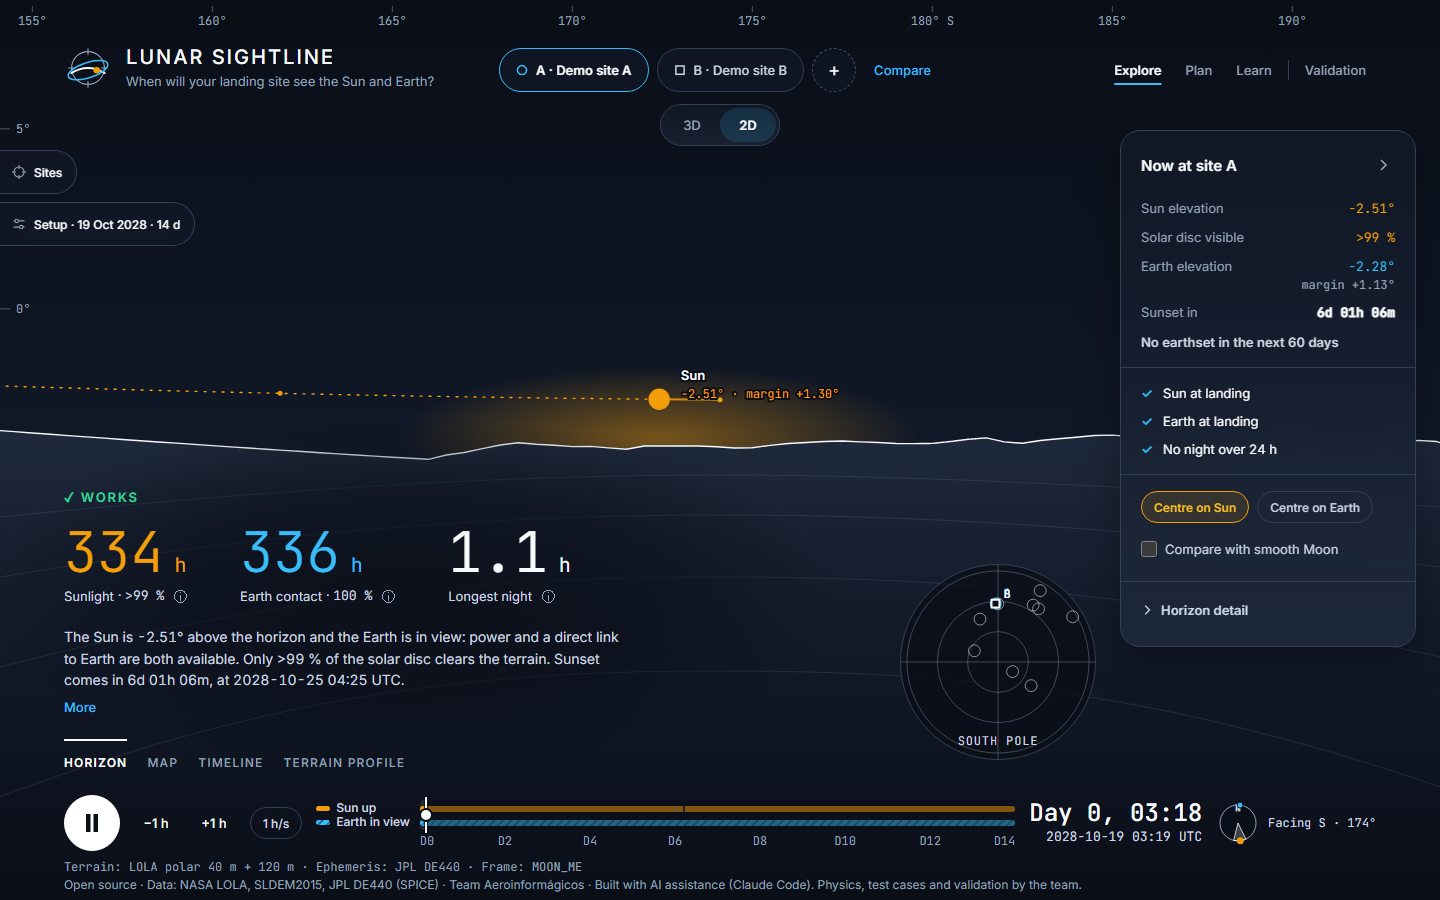 155° 160° 165° 170° 175° 180° S 185° 190°
LUNAR SIGHTLINE
When will your landing site see the Sun and Earth?
A · Demo site A
B · Demo site B
+
Compare
Explore Plan Learn Validation
3D 2D
5°
Sites
Setup · 19 Oct 2028 · 14 d
0°
Sun
-2.51° · margin +1.30°
Now at site A
Sun elevation -2.51°
Solar disc visible >99 %
Earth elevation -2.28°
margin +1.13°
Sunset in 6d 01h 06m
No earthset in the next 60 days
Sun at landing
Earth at landing
No night over 24 h
Centre on Sun Centre on Earth
Compare with smooth Moon
Horizon detail
✓ WORKS
334 h 336 h 1.1 h
Sunlight · >99 % Earth contact · 100 % Longest night
The Sun is -2.51° above the horizon and the Earth is in view: power and a direct link
to Earth are both available. Only >99 % of the solar disc clears the terrain. Sunset
comes in 6d 01h 06m, at 2028-10-25 04:25 UTC.
More
B
SOUTH POLE
HORIZON MAP TIMELINE TERRAIN PROFILE
−1 h +1 h 1 h/s
Sun up
Earth in view
D0 D2 D4 D6 D8 D10 D12 D14
Day 0, 03:18
2028-10-19 03:19 UTC
N
Facing S · 174°
Terrain: LOLA polar 40 m + 120 m · Ephemeris: JPL DE440 · Frame: MOON_ME
Open source · Data: NASA LOLA, SLDEM2015, JPL DE440 (SPICE) · Team Aeroinformágicos · Built with AI assistance (Claude Code). Physics, test cases and validation by the team.